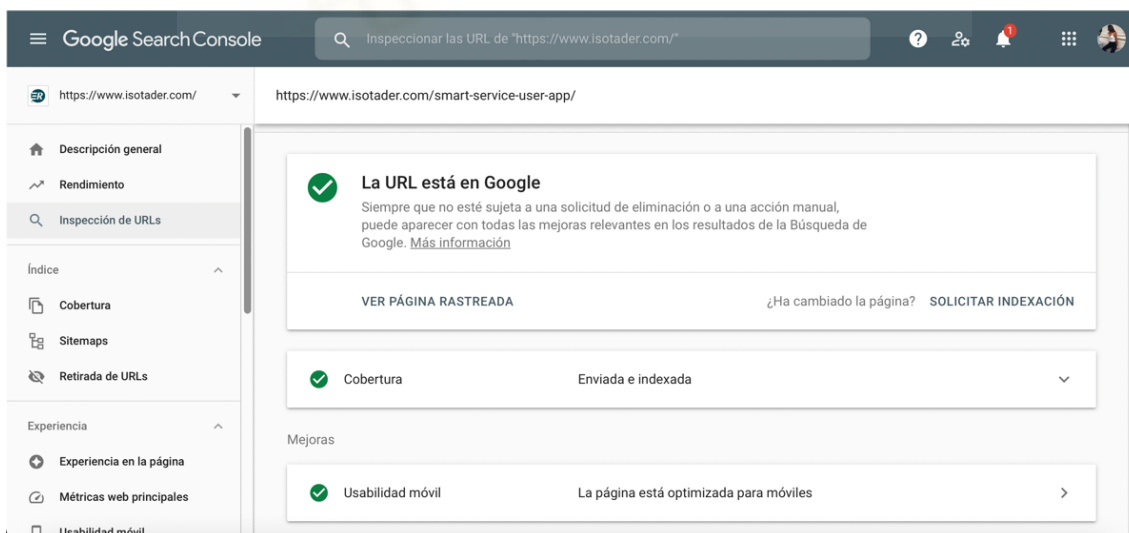 Google Search Console
Inspeccionar las URL de "https://www.isotader.com/"
1
https://www.isotader.com/
https://www.isotader.com/smart-service-user-app/
Descripción general
Rendimiento
Inspección de URLs
Índice
Cobertura
Sitemaps
Retirada de URLs
Experiencia
Experiencia en la página
Métricas web principales
Usabilidad móvil
La URL está en Google
Siempre que no esté sujeta a una solicitud de eliminación o a una acción manual,
puede aparecer con todas las mejoras relevantes en los resultados de la Búsqueda de
Google. Más información
VER PÁGINA RASTREADA
¿Ha cambiado la página? SOLICITAR INDEXACIÓN
Cobertura Enviada e indexada
Mejoras
Usabilidad móvil La página está optimizada para móviles